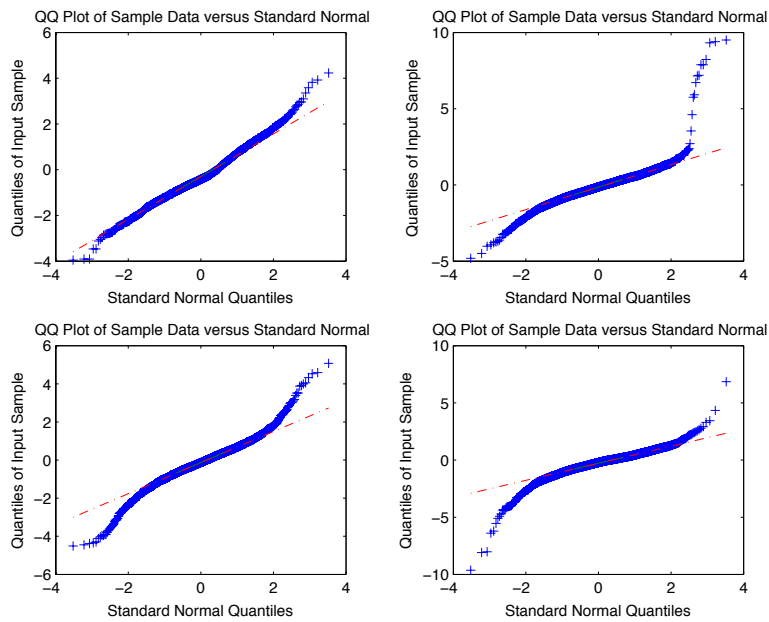 QQ Plot of Sample Data versus Standard Normal
6
4
2
0
−2
−4
Quantiles of Input Sample
−4 −2 0 2 4
Standard Normal Quantiles
QQ Plot of Sample Data versus Standard Normal
10
5
0
−5
Quantiles of Input Sample
−4 −2 0 2 4
Standard Normal Quantiles
QQ Plot of Sample Data versus Standard Normal
6
4
2
0
−2
−4
−6
Quantiles of Input Sample
−4 −2 0 2 4
Standard Normal Quantiles
QQ Plot of Sample Data versus Standard Normal
10
5
0
−5
−10
Quantiles of Input Sample
−4 −2 0 2 4
Standard Normal Quantiles